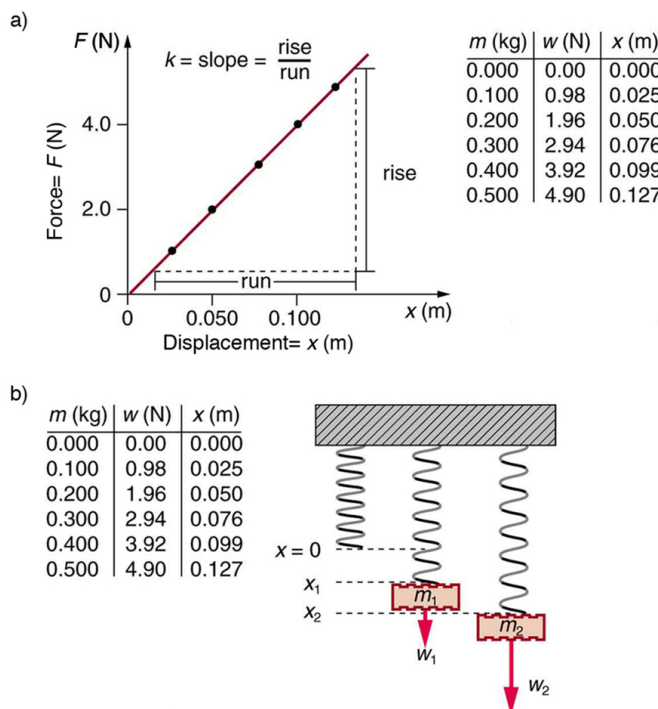 a)
F (N)
k = slope = rise
run
m (kg) w (N) x (m)
0.000 0.00 0.000
0.100 0.98 0.025
0.200 1.96 0.050
0.300 2.94 0.076
0.400 3.92 0.099
0.500 4.90 0.127
Force= F (N)
4.0
2.0
0
rise
run
0 0.050 0.100
x (m)
Displacement= x (m)
b)
m (kg) w (N) x (m)
0.000 0.00 0.000
0.100 0.98 0.025
0.200 1.96 0.050
0.300 2.94 0.076
0.400 3.92 0.099
0.500 4.90 0.127
x = 0
x₁
x₂
m₁
m₂
w₁
w₂